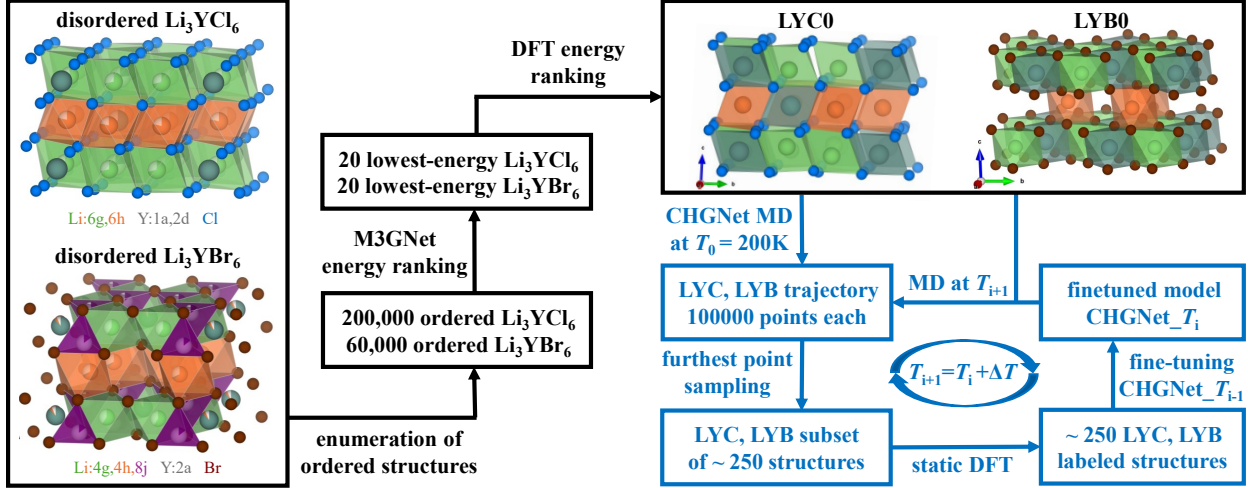 disordered Li3YCl6
Li:6g,6h Y:1a,2d Cl
disordered Li3YBr6
Li:4g,4h,8j Y:2a Br
enumeration of
ordered structures
200,000 ordered Li3YCl6
60,000 ordered Li3YBr6
M3GNet
energy ranking
20 lowest-energy Li3YCl6
20 lowest-energy Li3YBr6
DFT energy
ranking
LYC0
c
b
LYB0
c
b
CHGNet MD
at T0 = 200K
LYC, LYB trajectory
100000 points each
furthest point
sampling
LYC, LYB subset
of ~ 250 structures
static DFT
~ 250 LYC, LYB
labeled structures
fine-tuning
CHGNet_Ti-1
finetuned model
CHGNet_Ti
MD at Ti+1
Ti+1=Ti +ΔT